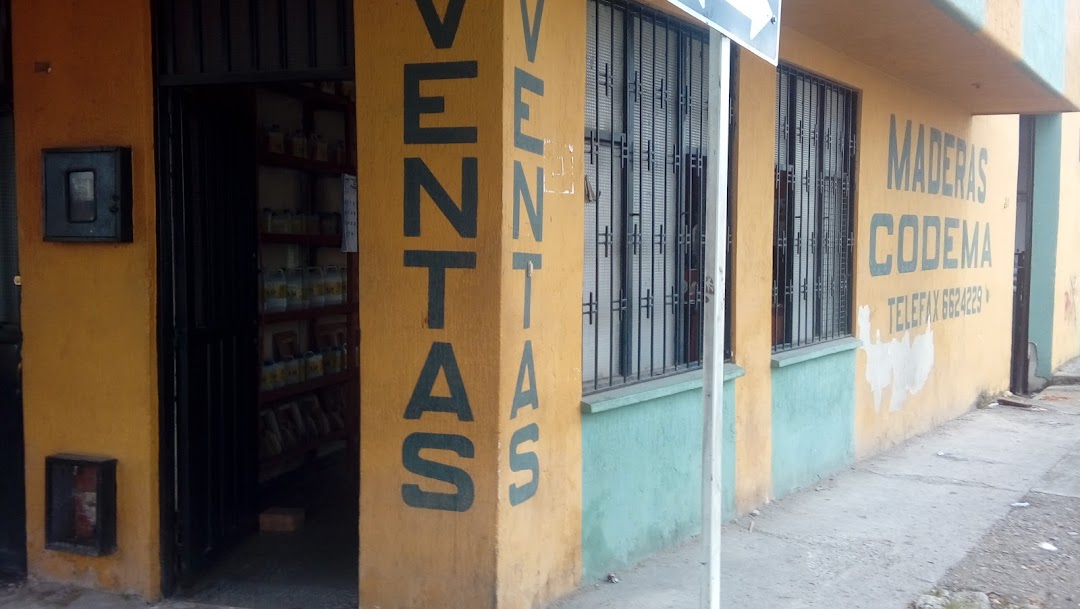 VENTAS
VENTAS
MADERAS
CODEMA
TELEFAX 6624229